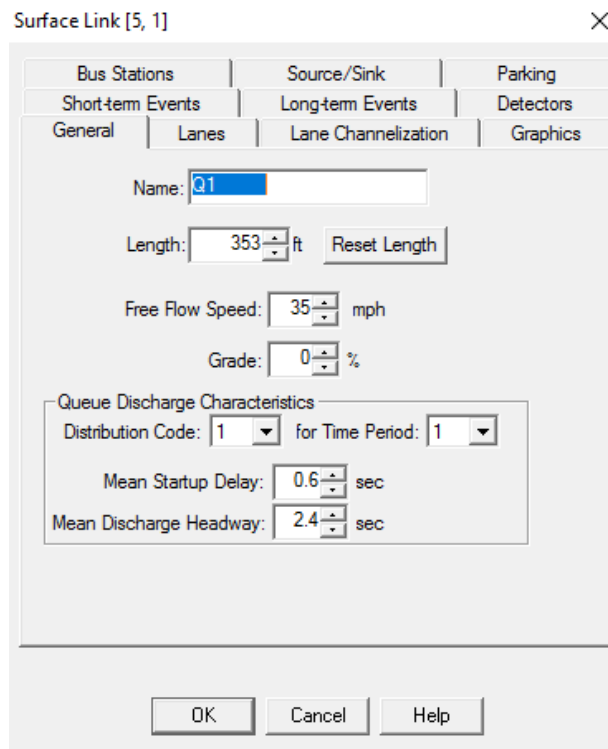 Surface Link [5, 1]
Bus Stations Source/Sink Parking
Short-term Events Long-term Events Detectors
General Lanes Lane Channelization Graphics
Name: Q1
Length: 353 ft Reset Length
Free Flow Speed: 35 mph
Grade: 0 %
Queue Discharge Characteristics
Distribution Code: 1 for Time Period: 1
Mean Startup Delay: 0.6 sec
Mean Discharge Headway: 2.4 sec
OK Cancel Help